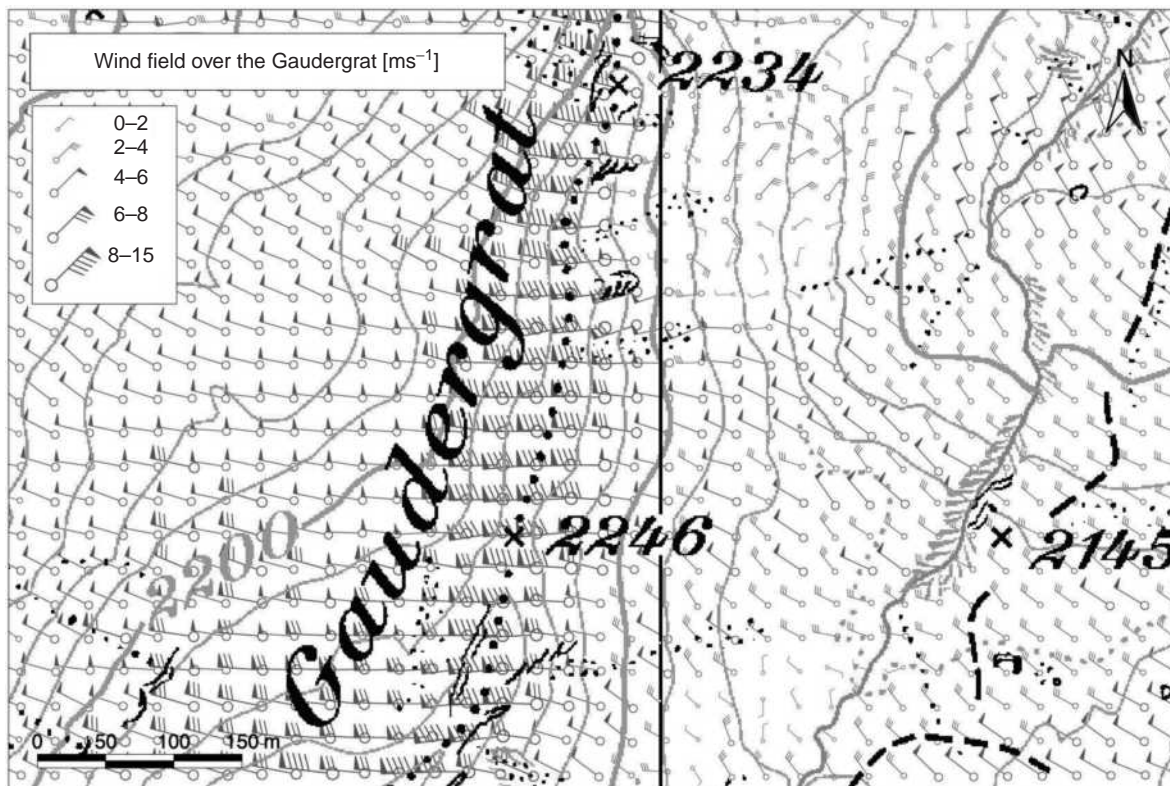 Wind field over the Gaudergrat [ms−1]
0–2
2–4
4–6
6–8
8–15
2234
N
Gaudergrat
2246
2145
2200
0 50 100 150 m